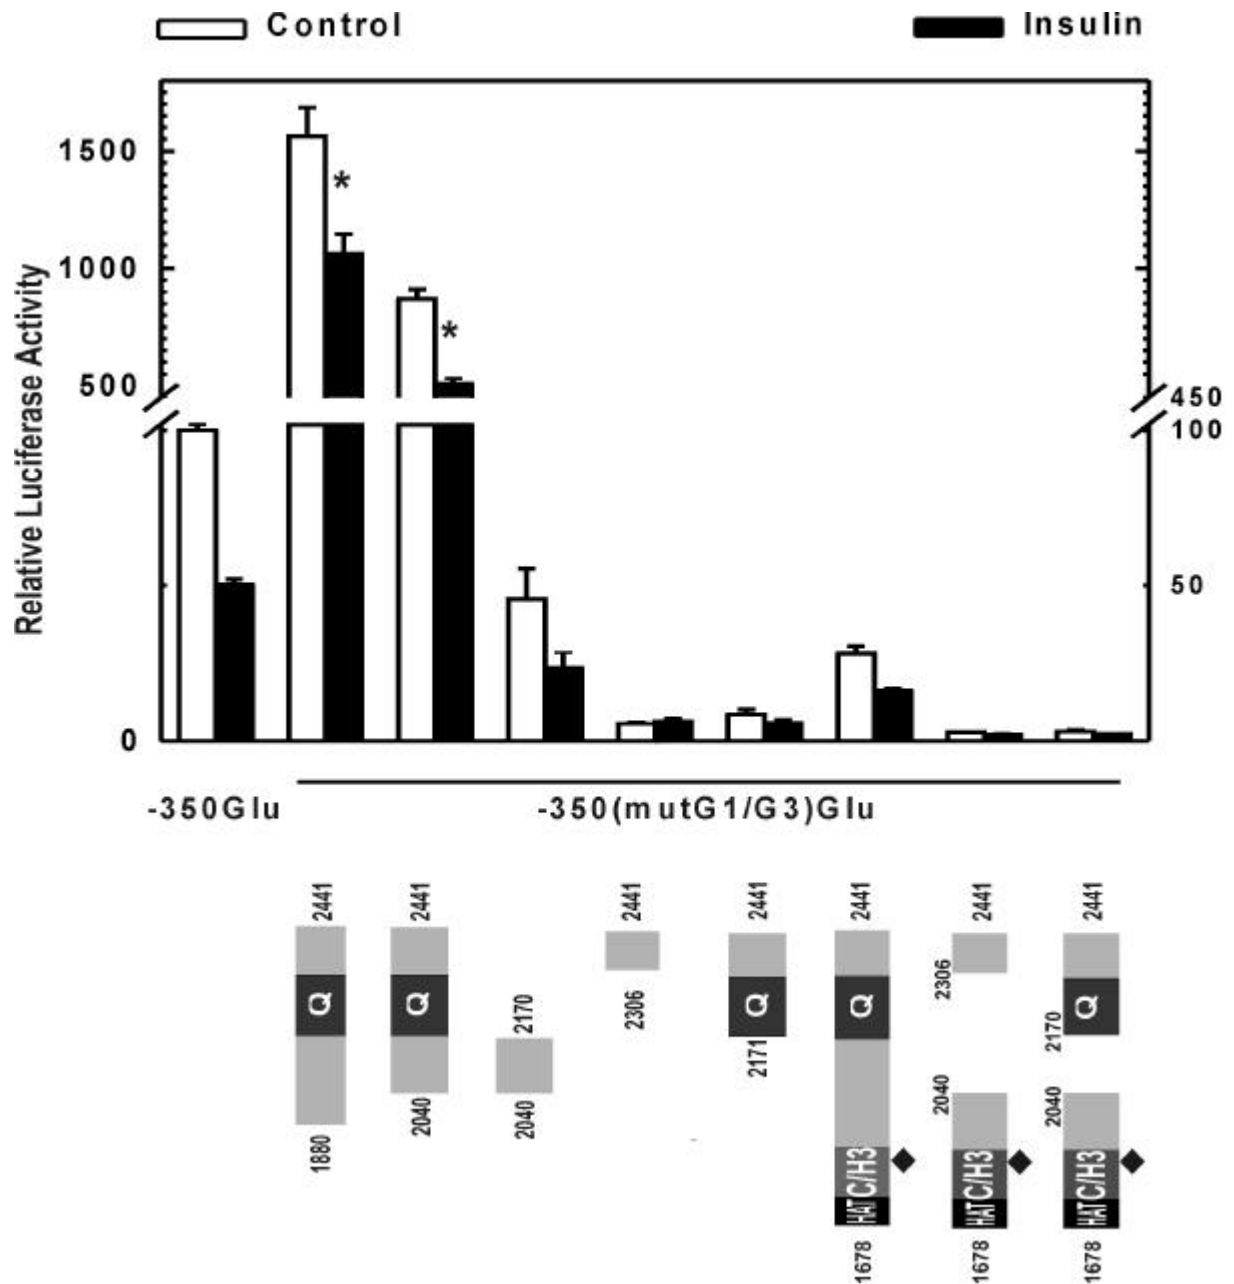 Control Insulin
Relative Luciferase Activity
1500
1000
500
0
450
100
50
* *
-350Glu -350(mutG1/G3)Glu
2441 2441 2441 2441 2441 2441 2441
2170 2306 2306
Q Q Q Q Q
2306 2171 2170
1880 2040 2040 2040 2040
HAT C/H3 HAT C/H3 HAT C/H3
1678 1678 1678